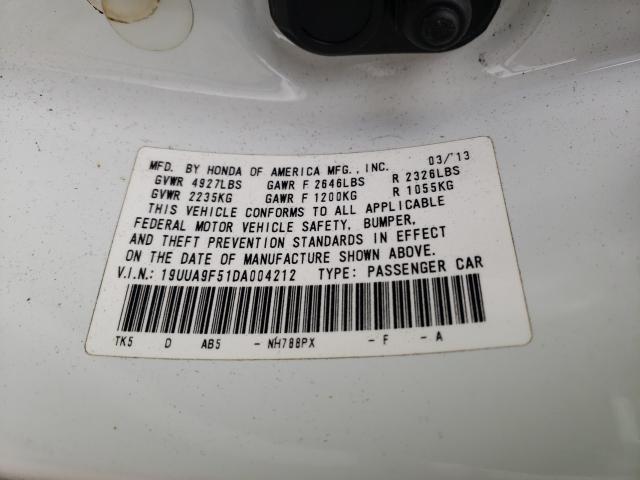 MFD. BY HONDA OF AMERICA MFG., INC. 03/'13
GVWR 4927LBS GAWR F 2646LBS R 2326LBS
GVWR 2235KG GAWR F 1200KG R 1055KG
THIS VEHICLE CONFORMS TO ALL APPLICABLE
FEDERAL MOTOR VEHICLE SAFETY, BUMPER,
AND THEFT PREVENTION STANDARDS IN EFFECT
ON THE DATE OF MANUFACTURE SHOWN ABOVE.
V.I.N.: 19UUA9F51DA004212 TYPE: PASSENGER CAR
TK5 D AB5 - NH788PX - F - A